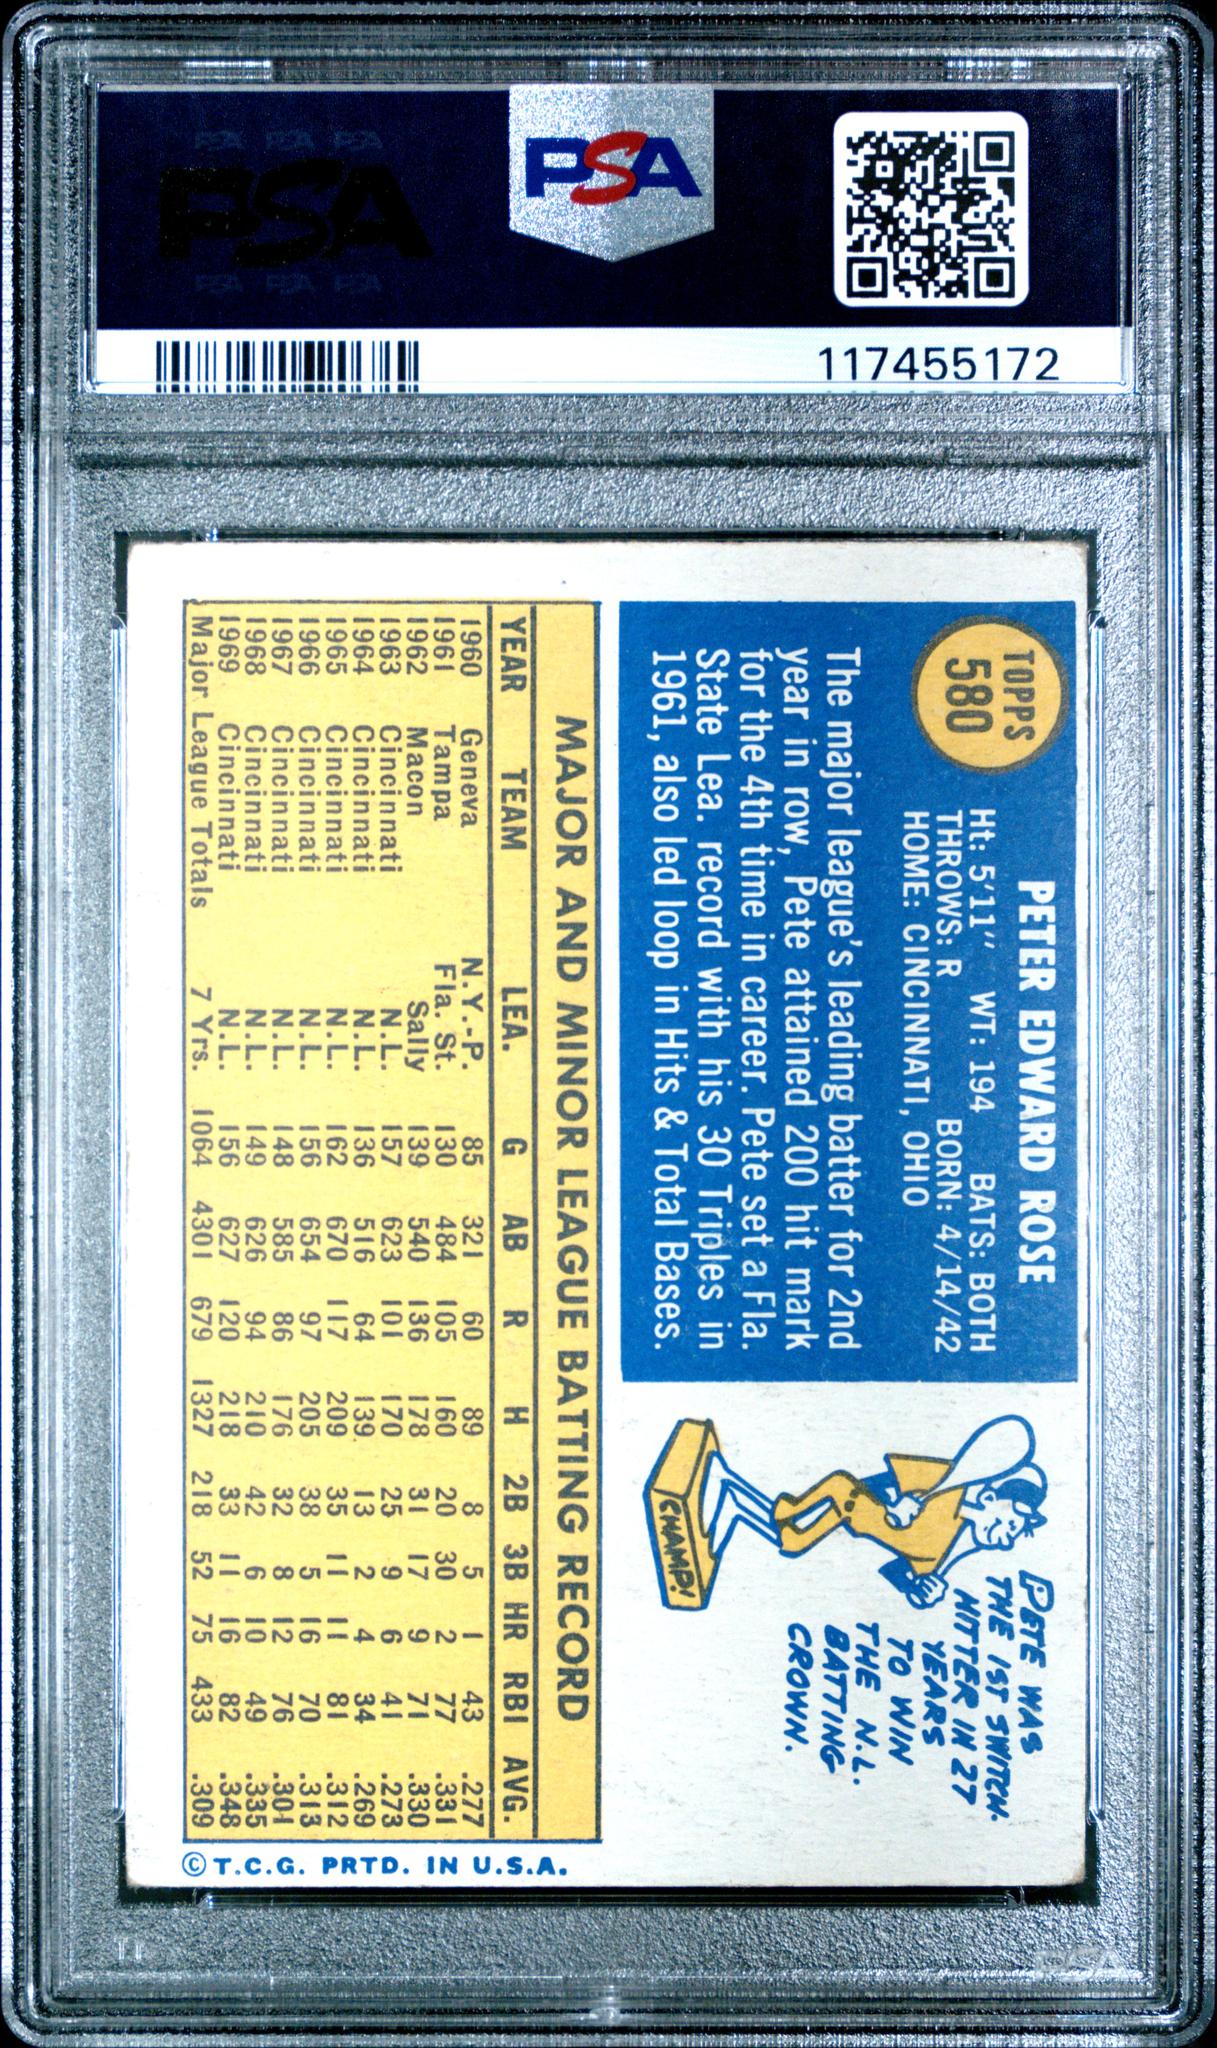 PSA PSA PSA
PSA
PSA PSA PSA
PSA
117455172
TOPPS
580
PETER EDWARD ROSE
Ht: 5'11" WT: 194 BATS: BOTH
THROWS: R BORN: 4/14/42
HOME: CINCINNATI, OHIO
The major league's leading batter for 2nd
year in row, Pete attained 200 hit mark
for the 4th time in career. Pete set a Fla.
State Lea. record with his 30 Triples in
1961, also led loop in Hits & Total Bases.
PETE WAS
THE 1ST SWITCH-
HITTER IN 27
YEARS
TO WIN
THE N.L.
BATTING
CROWN.
CHAMP!
MAJOR AND MINOR LEAGUE BATTING RECORD
YEAR TEAM LEA. G AB R H 2B 3B HR RBI AVG.
1960 Geneva N.Y.-P. 85 321 60 89 8 5 1 43 .277
1961 Tampa Fla. St. 130 484 105 160 20 30 2 77 .331
1962 Macon Sally 139 540 136 178 31 17 9 71 .330
1963 Cincinnati N.L. 157 623 101 170 25 9 6 41 .273
1964 Cincinnati N.L. 136 516 64 139 13 2 4 34 .269
1965 Cincinnati N.L. 162 670 117 209 35 11 11 81 .312
1966 Cincinnati N.L. 156 654 97 205 38 5 16 70 .313
1967 Cincinnati N.L. 148 585 86 176 32 8 12 76 .301
1968 Cincinnati N.L. 149 626 94 210 42 6 10 49 .335
1969 Cincinnati N.L. 156 627 120 218 33 11 16 82 .348
Major League Totals 7 Yrs. 1064 4301 679 1327 218 52 75 433 .309
© T.C.G. PRTD. IN U.S.A.